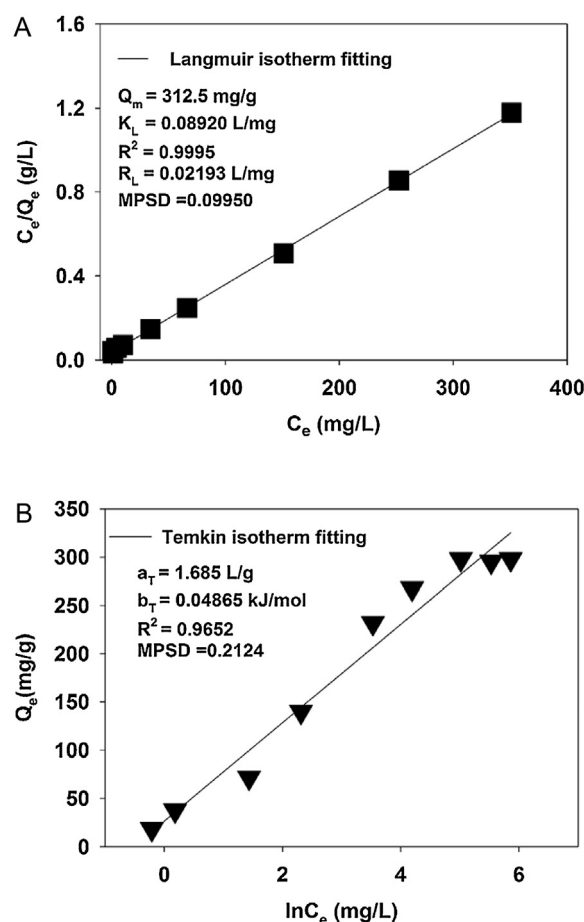 A
Langmuir isotherm fitting
Qm = 312.5 mg/g
KL = 0.08920 L/mg
R2 = 0.9995
RL = 0.02193 L/mg
MPSD =0.09950
1.6
1.2
0.8
0.4
0.0
Ce/Qe (g/L)
0 100 200 300 400
Ce (mg/L)
B
Temkin isotherm fitting
aT = 1.685 L/g
bT = 0.04865 kJ/mol
R2 = 0.9652
MPSD =0.2124
350
300
250
200
150
100
50
0
Qe(mg/g)
0 2 4 6
lnCe (mg/L)